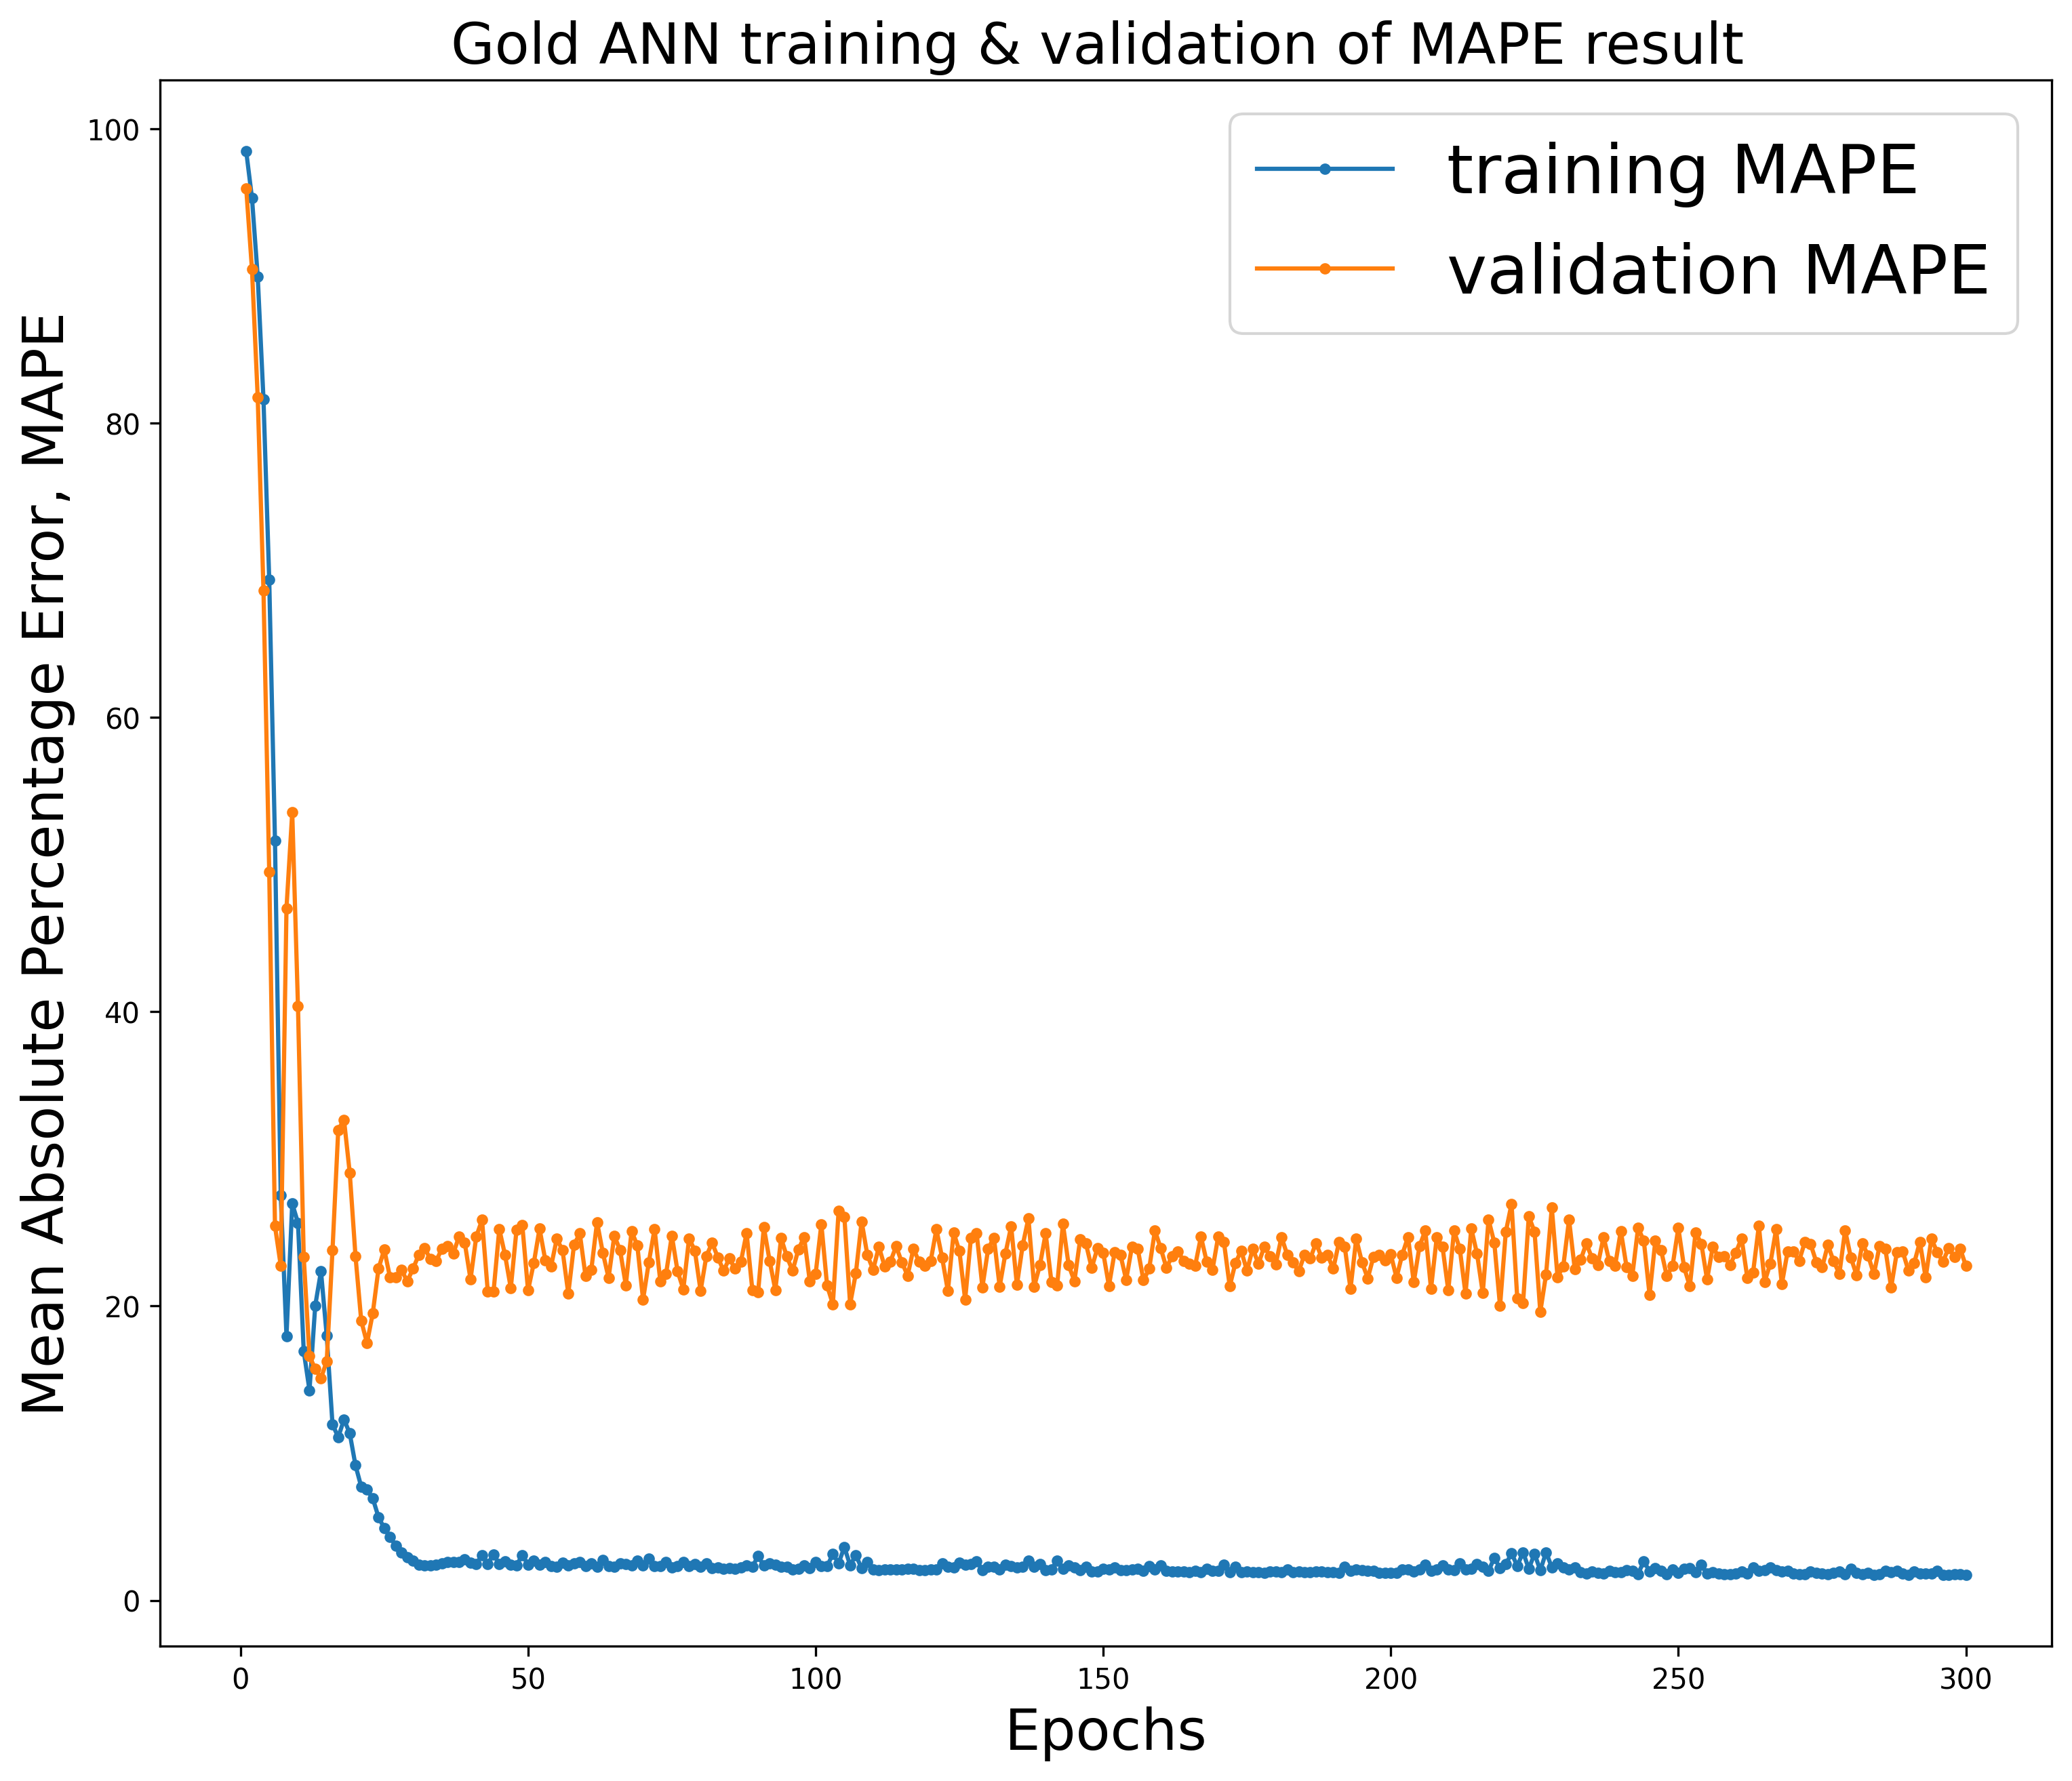 Gold ANN training & validation of MAPE result
training MAPE
validation MAPE
Mean Absolute Percentage Error, MAPE
100
80
60
40
20
0
0 50 100 150 200 250 300
Epochs